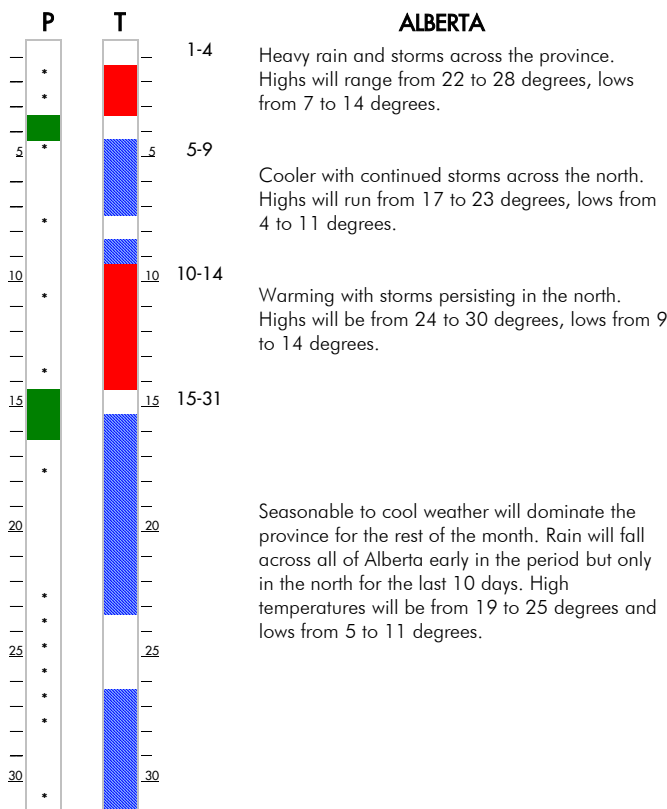 P T ALBERTA
1-4
Heavy rain and storms across the province.
Highs will range from 22 to 28 degrees, lows
from 7 to 14 degrees.
*
*
5 5 5-9
*
Cooler with continued storms across the north.
Highs will run from 17 to 23 degrees, lows from
4 to 11 degrees.
*
10 10 10-14
Warming with storms persisting in the north.
Highs will be from 24 to 30 degrees, lows from 9
to 14 degrees.
*
*
15 15 15-31
*
Seasonable to cool weather will dominate the
province for the rest of the month. Rain will fall
across all of Alberta early in the period but only
in the north for the last 10 days. High
temperatures will be from 19 to 25 degrees and
lows from 5 to 11 degrees.
20 20
*
*
*
25 25
*
*
*
30 30
*